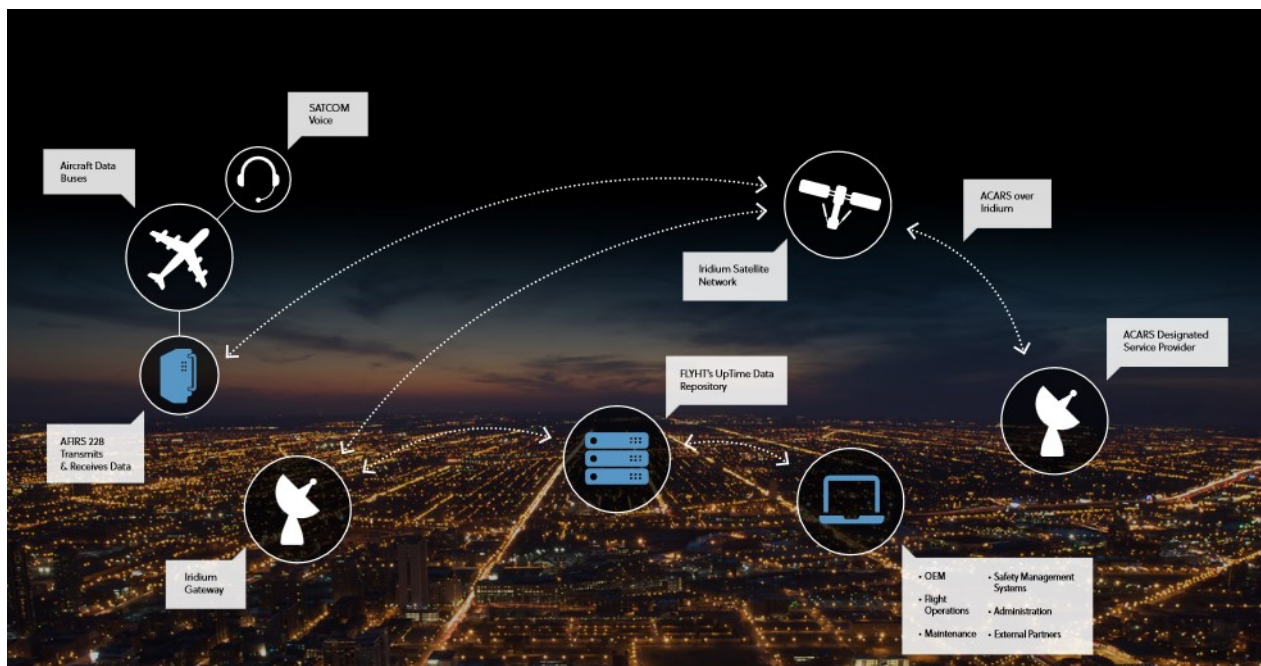 SATCOM
Voice
Aircraft Data
Buses
ACARS over
Iridium
Iridium Satellite
Network
ACARS Designated
Service Provider
FLYHT's UpTime Data
Repository
AFIRS 228
Transmits
& Receives Data
Iridium
Gateway
• OEM
• Flight
Operations
• Maintenance
• Safety Management
Systems
• Administration
• External Partners